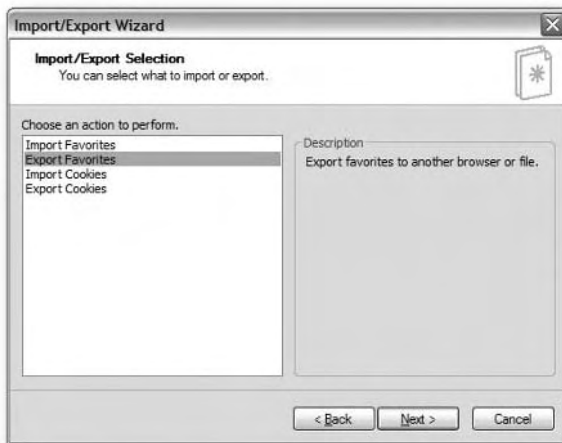 Import/Export Wizard
Import/Export Selection
You can select what to import or export.
Choose an action to perform.
Import Favorites
Export Favorites
Import Cookies
Export Cookies
Description
Export favorites to another browser or file.
< Back
Next >
Cancel